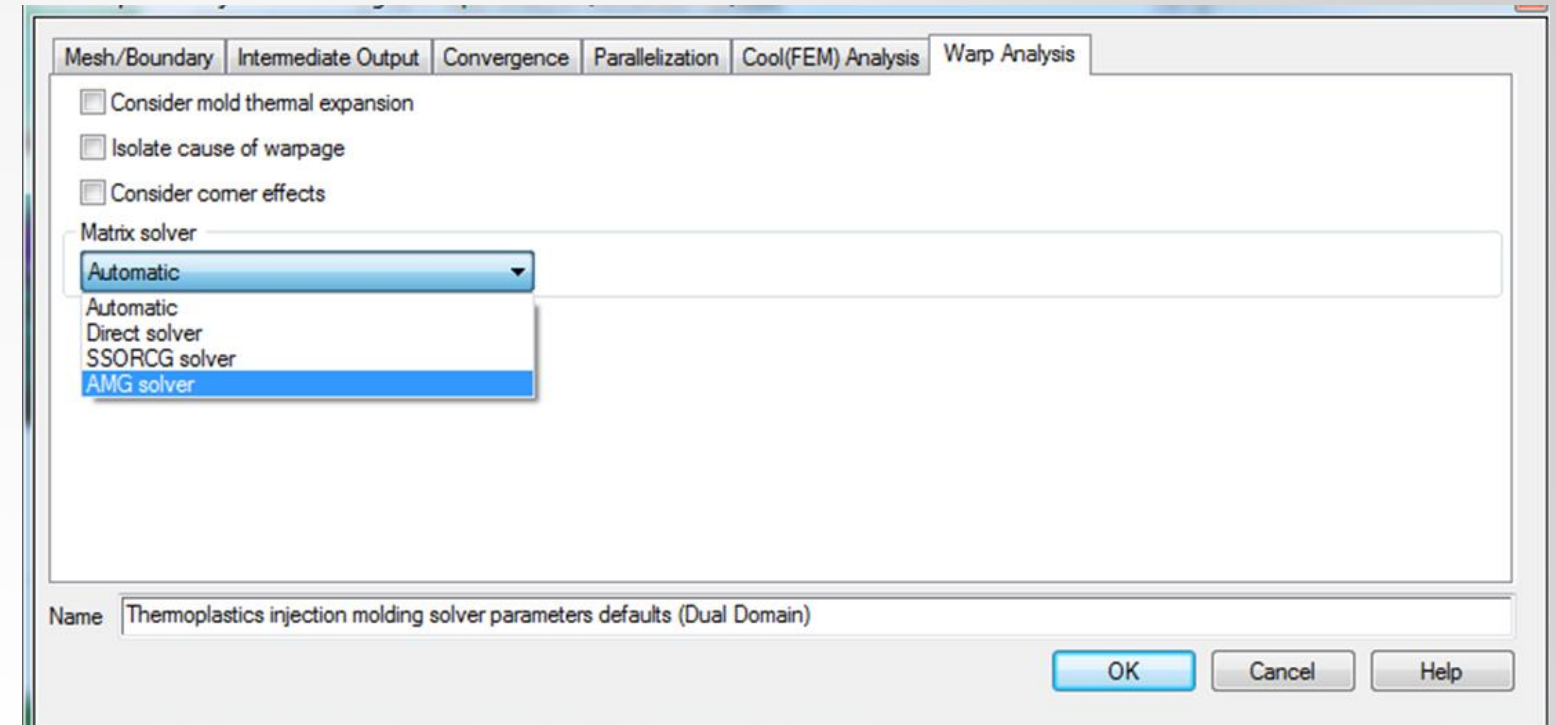 Mesh/Boundary Intermediate Output Convergence Parallelization Cool(FEM) Analysis Warp Analysis
Consider mold thermal expansion
Isolate cause of warpage
Consider corner effects
Matrix solver
Automatic
Automatic
Direct solver
SSORCG solver
AMG solver
Name Thermoplastics injection molding solver parameters defaults (Dual Domain)
OK Cancel Help